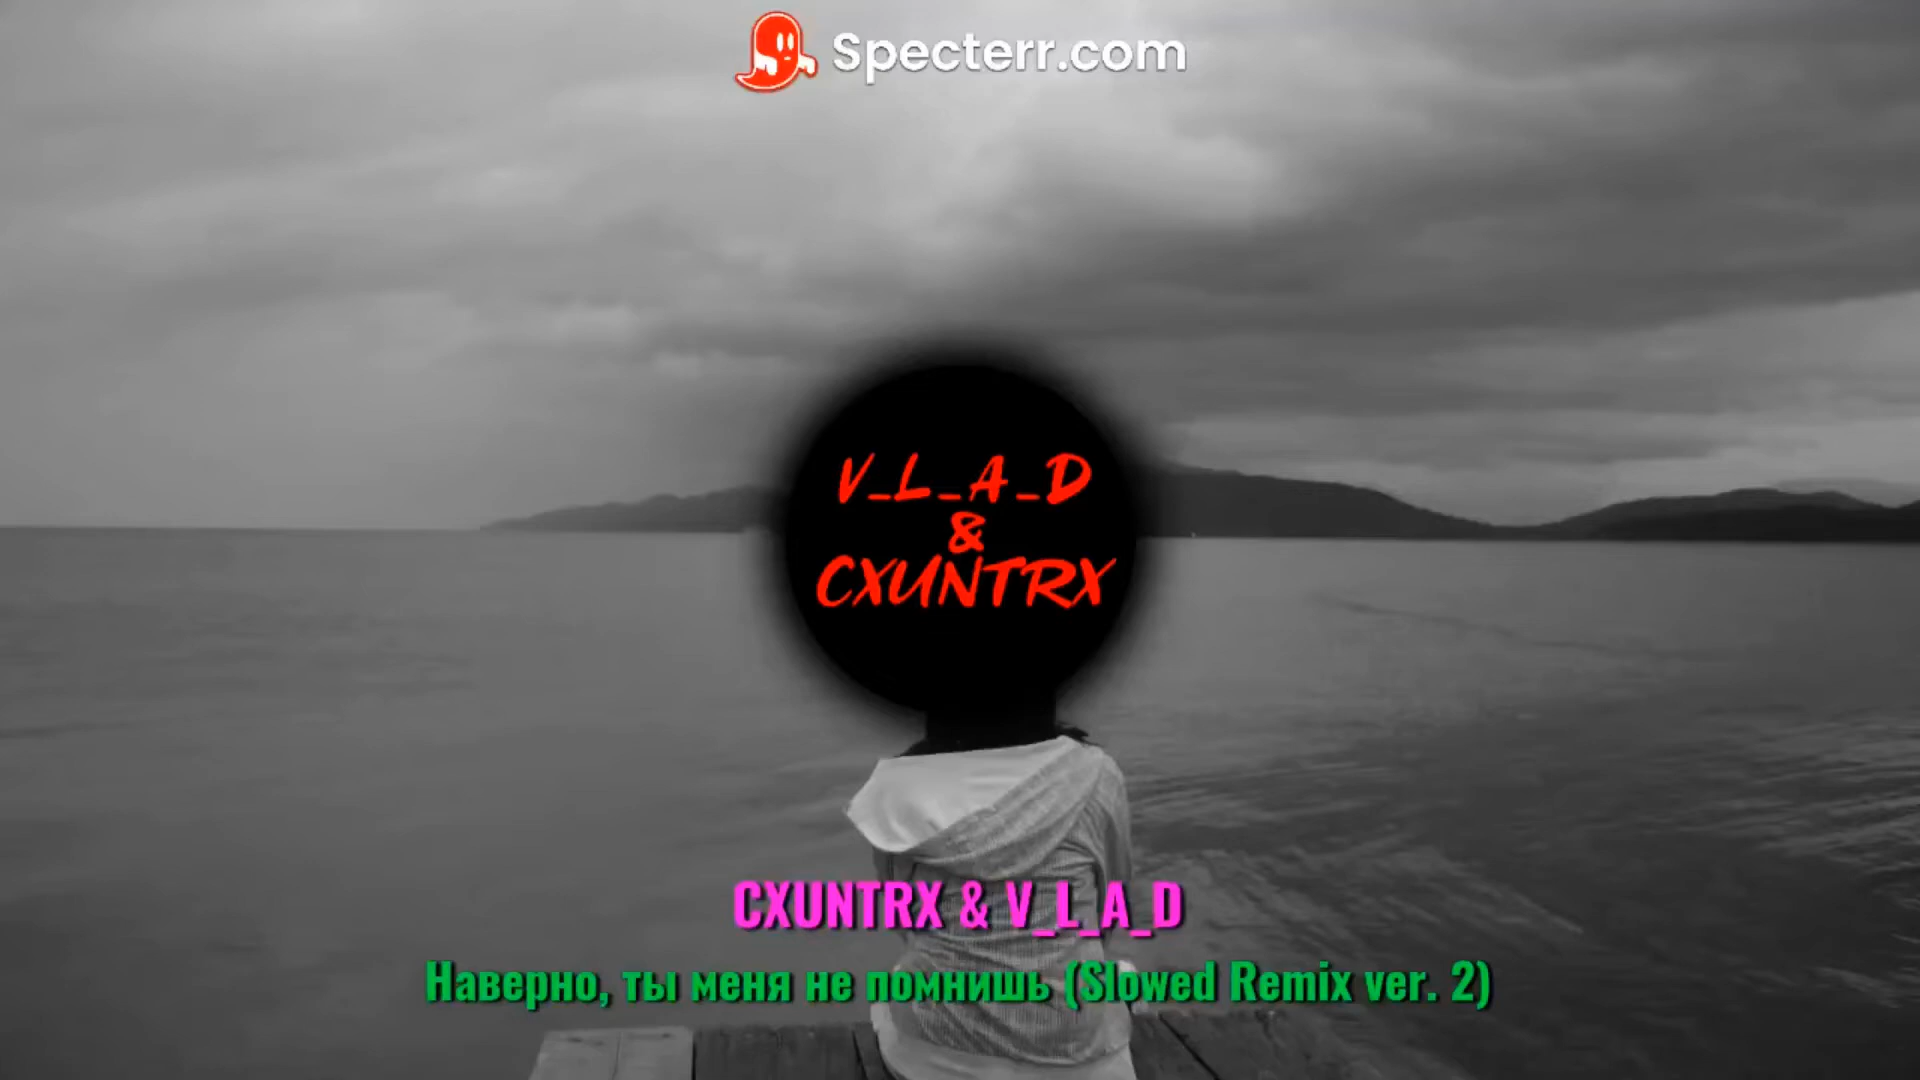 Specterr.com
V_L_A_D
&
CXUNTRX
CXUNTRX & V_L_A_D
Наверно, ты меня не помнишь (Slowed Remix ver. 2)